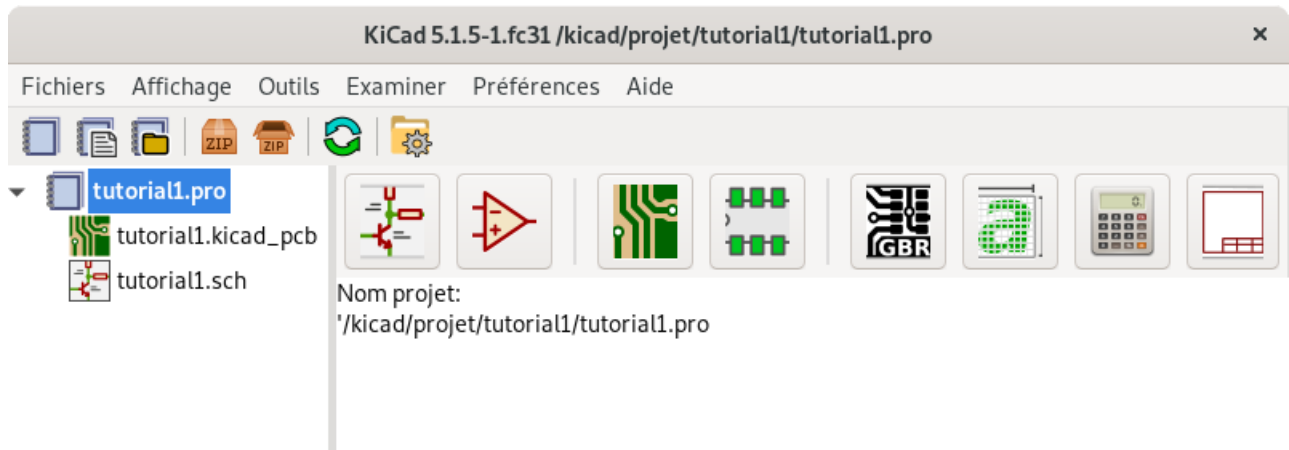 KiCad 5.1.5-1.fc31 /kicad/projet/tutorial1/tutorial1.pro
Fichiers Affichage Outils Examiner Préférences Aide
ZIP ZIP
tutorial1.pro
tutorial1.kicad_pcb
tutorial1.sch
GBR a 0.
Nom projet:
'/kicad/projet/tutorial1/tutorial1.pro